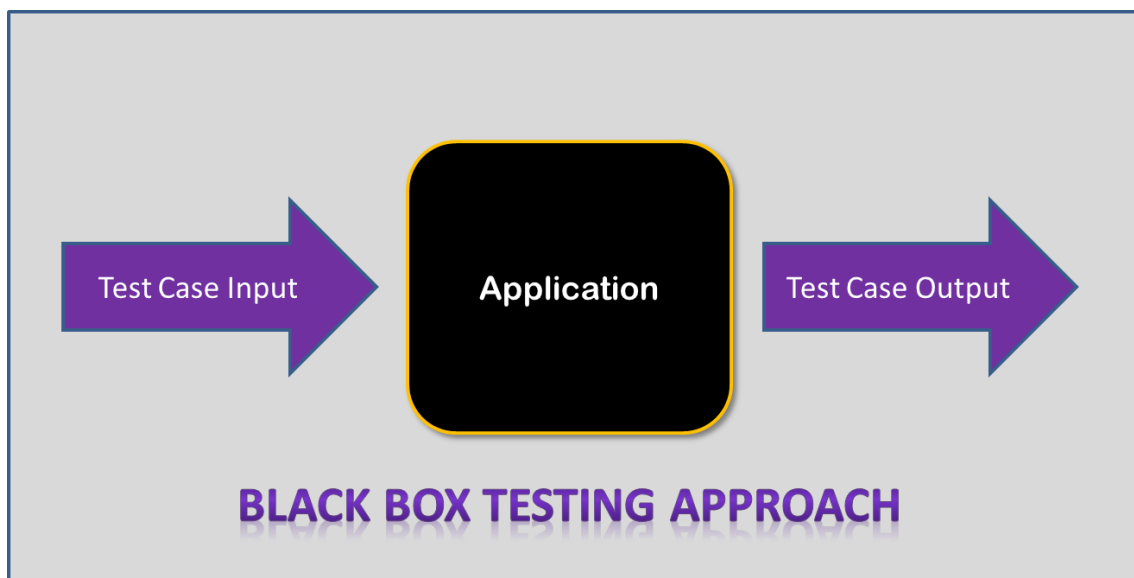 Test Case Input
Application
Test Case Output
BLACK BOX TESTING APPROACH